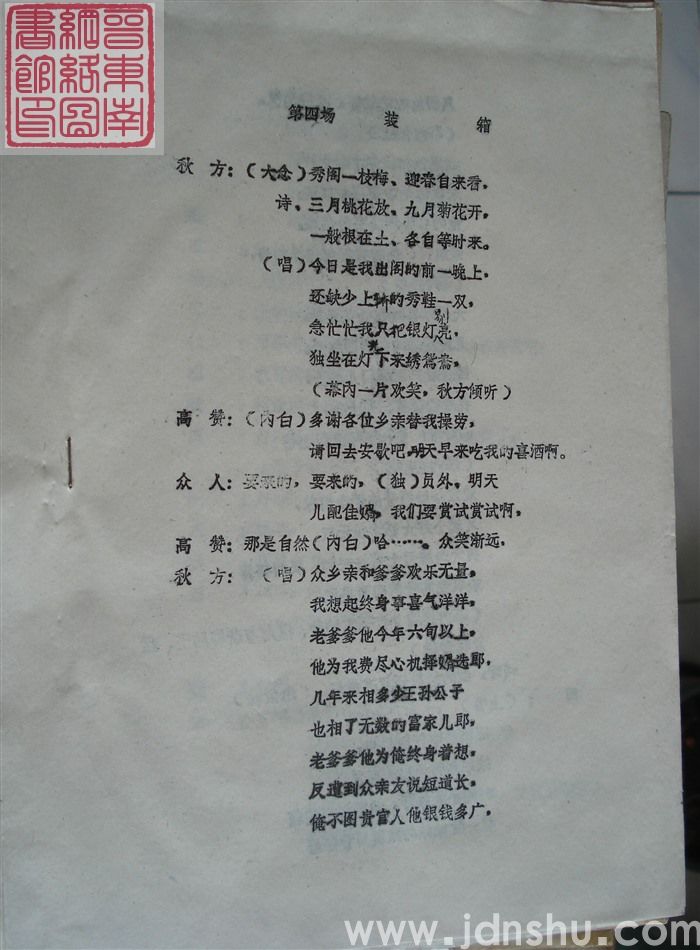 晋东南
网络图
书馆印
第四场 装 箱
秋 方：（大念）秀阁一枝梅、迎春自来香，
诗、三月桃花放、九月菊花开，
一般根在土、各自等时来。
（唱）今日是我出阁的前一晚上，
还缺少上轿的秀鞋一双，
急忙忙我只把银灯剔亮，
独坐在灯光下来绣鸳鸯，
（幕内一片欢笑，秋方倾听）
高 赞：（内白）多谢各位乡亲替我操劳，
请回去安歇吧，明天早来吃我的喜酒啊。
众 人：要来的，要来的，（独）员外，明天
儿配佳婿，我们要赏试赏试啊，
高 赞：那是自然（内白）哈……。众笑渐远，
秋 方：（唱）众乡亲和爹爹欢乐无量，
我想起终身事喜气洋洋，
老爹爹他今年六旬以上，
他为我费尽心机择婿选郎，
几年来相多少王孙公子
也相了无数的富家儿郎，
老爹爹他为俺终身着想，
反遭到众亲友说短道长，
俺不图贵官人他银钱多广，
www.jdnshu.com